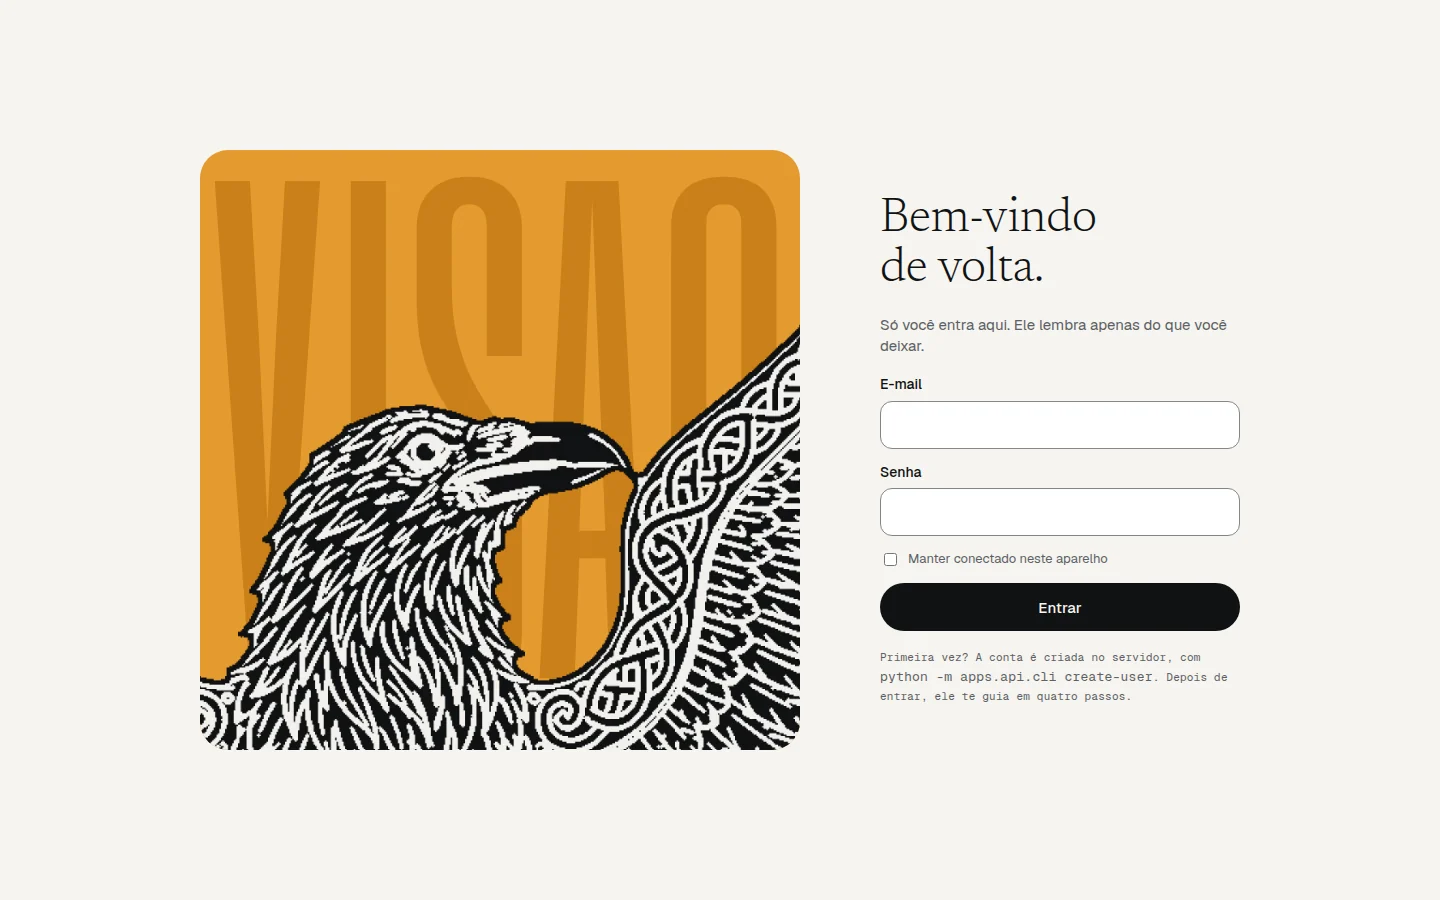 VISAO
Bem-vindo
de volta.
Só você entra aqui. Ele lembra apenas do que você
deixar.
E-mail
Senha
Manter conectado neste aparelho
Entrar
Primeira vez? A conta é criada no servidor, com
python -m apps.api.cli create-user. Depois de
entrar, ele te guia em quatro passos.